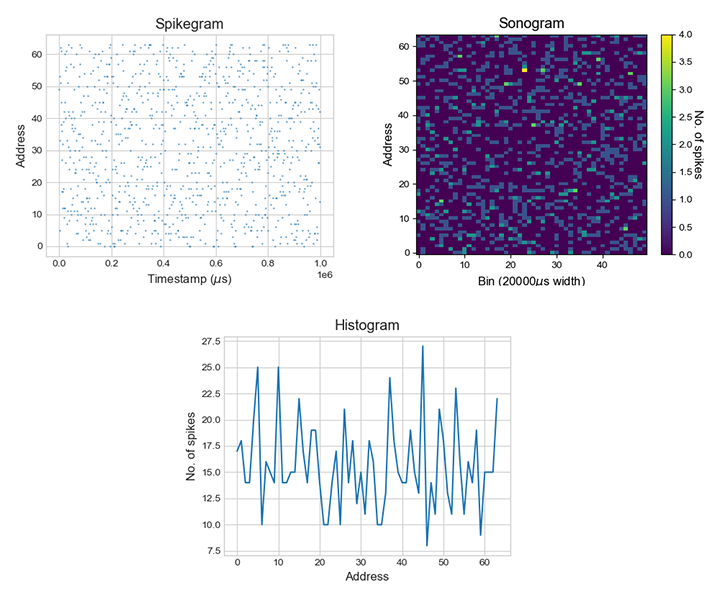 Spikegram
Address
60
50
40
30
20
10
0
0.0 0.2 0.4 0.6 0.8 1.0
1e6
Timestamp (μs)
Sonogram
Address
60
50
40
30
20
10
0
0 10 20 30 40
Bin (20000μs width)
4.0
3.5
3.0
2.5
2.0
1.5
1.0
0.5
0.0
No. of spikes
Histogram
No. of spikes
27.5
25.0
22.5
20.0
17.5
15.0
12.5
10.0
7.5
0 10 20 30 40 50 60
Address